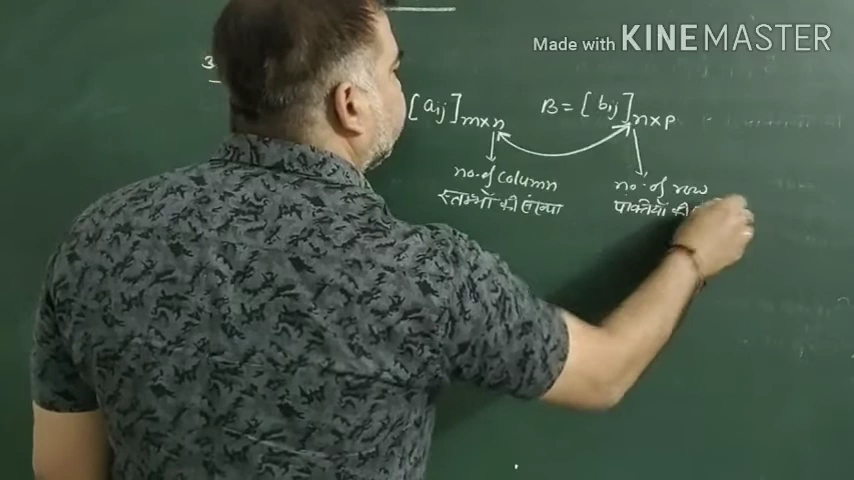 Made with KINEMASTER
[aij]m×n B = [bij]n×p
no. of column no. of row
स्तम्भों की संख्या पंक्तियों की